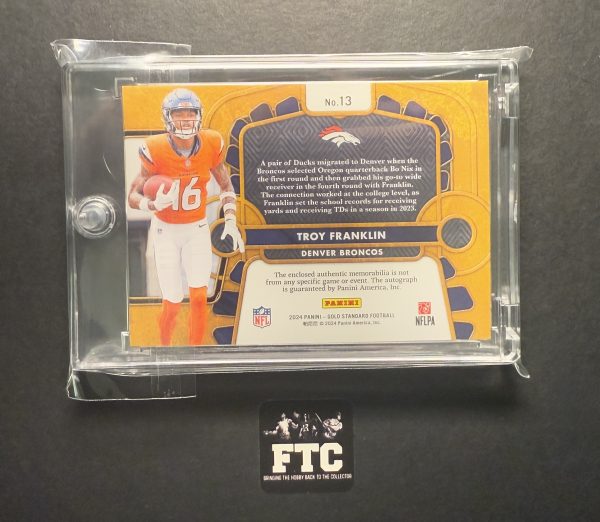 No.13
A pair of Ducks migrated to Denver when the
Broncos selected Oregon quarterback Bo Nix in
the first round and then grabbed his go-to wide
receiver in the fourth round with Franklin.
The connection worked at the college level, as
Franklin set the school records for receiving
yards and receiving TDs in a season in 2023.
16
TROY FRANKLIN
DENVER BRONCOS
The enclosed authentic memorabilia is not
from any specific game or event. The autograph
is guaranteed by Panini America, Inc.
PANINI
NFL
NFLPA
2024 PANINI – GOLD STANDARD FOOTBALL
© 2024 Panini America, Inc.
FTC
BRINGING THE HOBBY BACK TO THE COLLECTOR